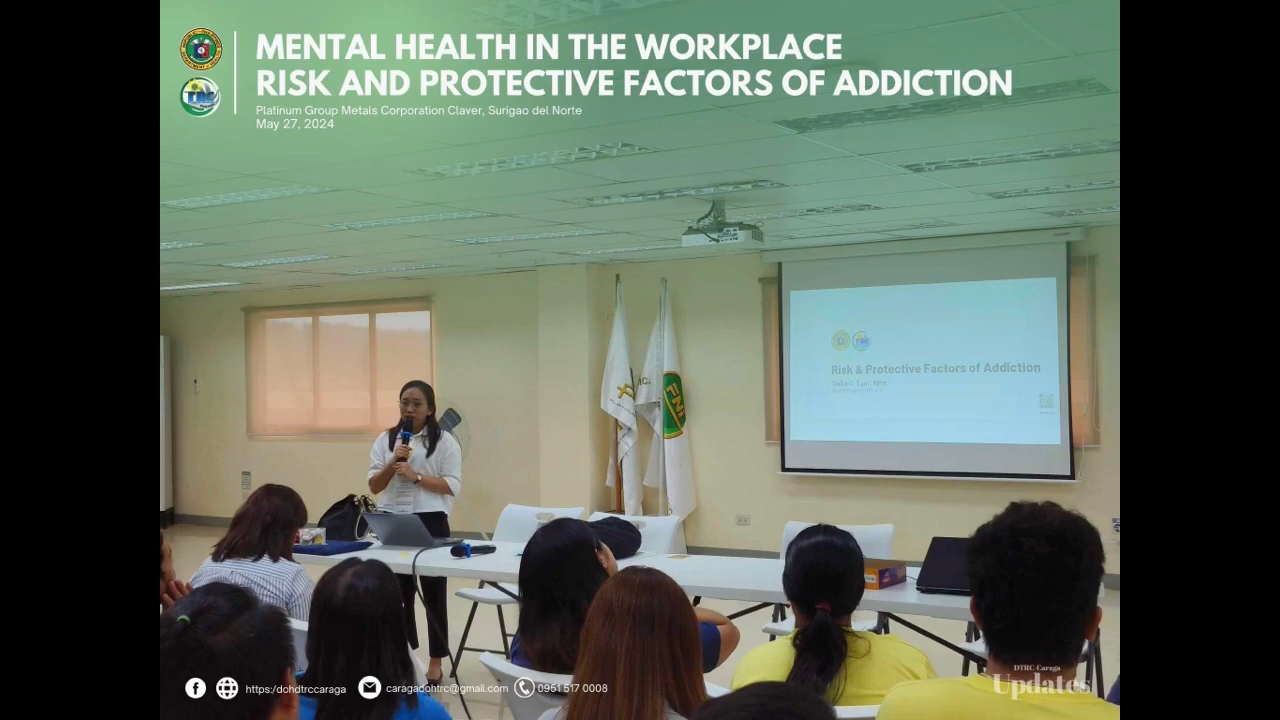 MENTAL HEALTH IN THE WORKPLACE
RISK AND PROTECTIVE FACTORS OF ADDICTION
Platinum Group Metals Corporation Claver, Surigao del Norte
May 27, 2024
TRC
FNI
Risk & Protective Factors of Addiction
https:/dohdtrccaraga
caragadohtrc@gmail.com
0951 517 0008
DTRC-Caraga
Updates